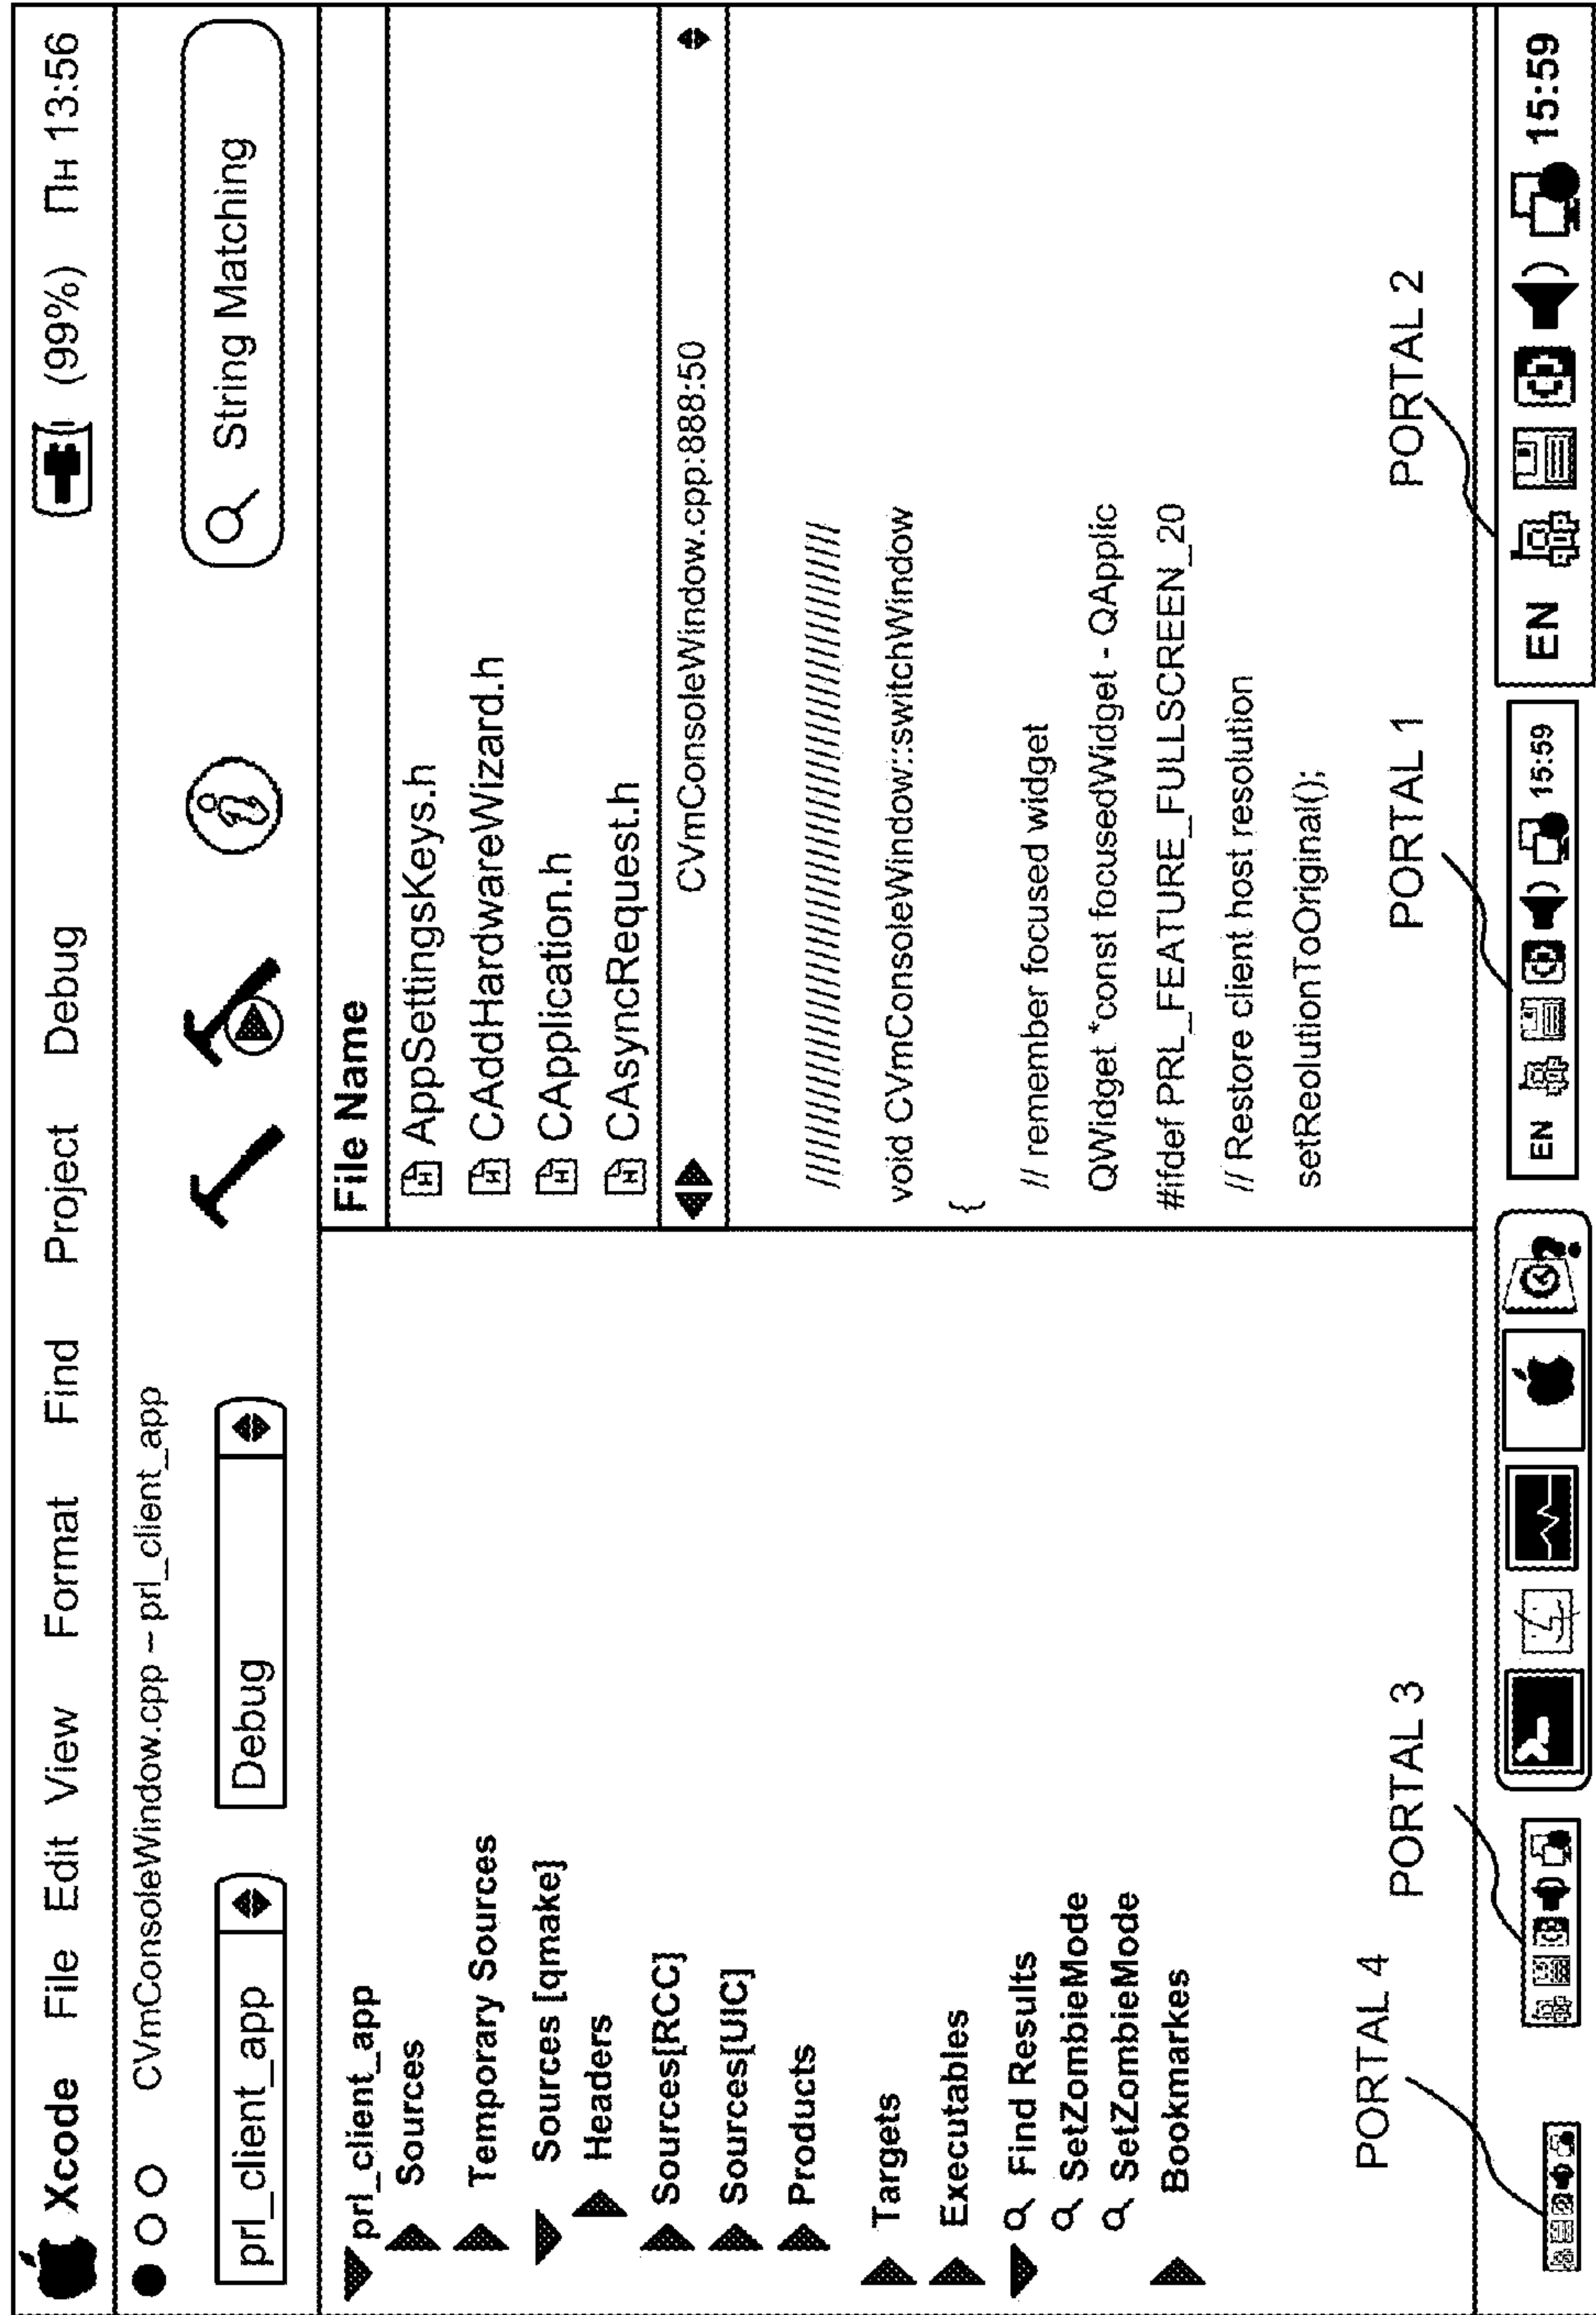 Xcode File Edit View Format Find Project Debug (99%) Пн 13:56
CVmConsoleWindow.cpp – prl_client_app
prl_client_app Debug String Matching
prl_client_app
Sources
Temporary Sources
Sources [qmake]
Headers
Sources[RCC]
Sources[UIC]
Products
Targets
Executables
Find Results
SetZombieMode
SetZombieMode
Bookmarkes
File Name
AppSettingsKeys.h
CAddHardwareWizard.h
CApplication.h
CAsyncRequest.h
CVmConsoleWindow.cpp:888:50
void CVmConsoleWindow::switchWindow
{
// remember focused widget
QWidget *const focusedWidget - QApplic
#ifdef PRL_FEATURE_FULLSCREEN_20
// Restore client host resolution
setReolutionToOriginal();
PORTAL 4 PORTAL 3 PORTAL 1 PORTAL 2
EN 15:59
EN 15:59